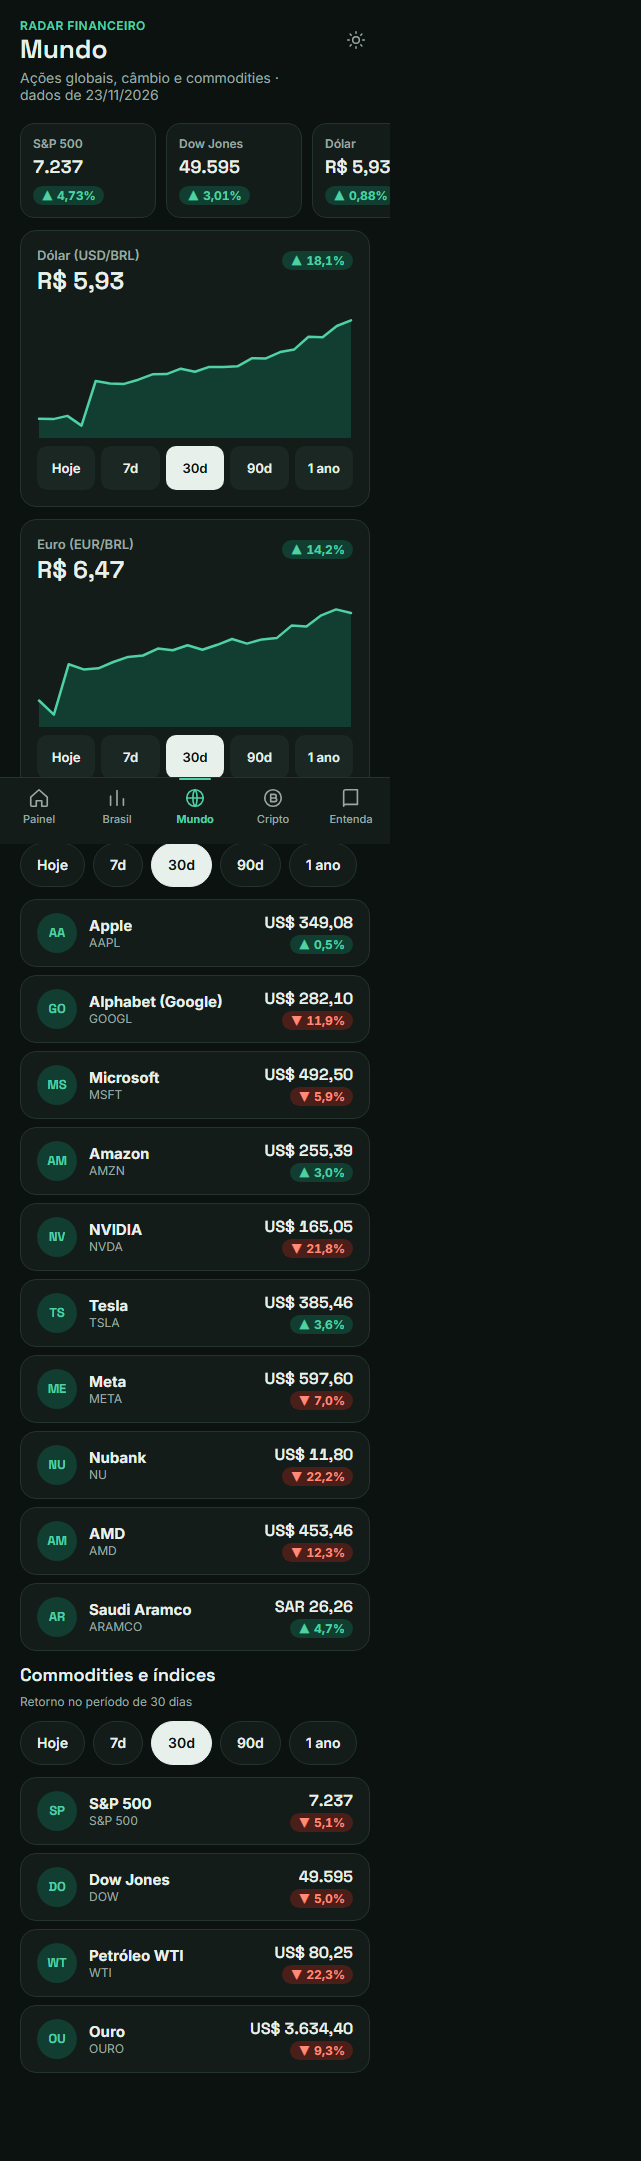 RADAR FINANCEIRO
Mundo
Ações globais, câmbio e commodities ·
dados de 23/11/2026
S&P 500
7.237
▲ 4,73%
Dow Jones
49.595
▲ 3,01%
Dólar
R$ 5,93
▲ 0,88%
Dólar (USD/BRL)
R$ 5,93
▲ 18,1%
Hoje 7d 30d 90d 1 ano
Euro (EUR/BRL)
R$ 6,47
▲ 14,2%
Hoje 7d 30d 90d 1 ano
Painel Brasil Mundo Cripto Entenda
Hoje 7d 30d 90d 1 ano
AA Apple US$ 349,08
AAPL ▲ 0,5%
GO Alphabet (Google) US$ 282,10
GOOGL ▼ 11,9%
MS Microsoft US$ 492,50
MSFT ▼ 5,9%
AM Amazon US$ 255,39
AMZN ▲ 3,0%
NV NVIDIA US$ 165,05
NVDA ▼ 21,8%
TS Tesla US$ 385,46
TSLA ▲ 3,6%
ME Meta US$ 597,60
META ▼ 7,0%
NU Nubank US$ 11,80
NU ▼ 22,2%
AM AMD US$ 453,46
AMD ▼ 12,3%
AR Saudi Aramco SAR 26,26
ARAMCO ▲ 4,7%
Commodities e índices
Retorno no período de 30 dias
Hoje 7d 30d 90d 1 ano
SP S&P 500 7.237
S&P 500 ▼ 5,1%
DO Dow Jones 49.595
DOW ▼ 5,0%
WT Petróleo WTI US$ 80,25
WTI ▼ 22,3%
OU Ouro US$ 3.634,40
OURO ▼ 9,3%